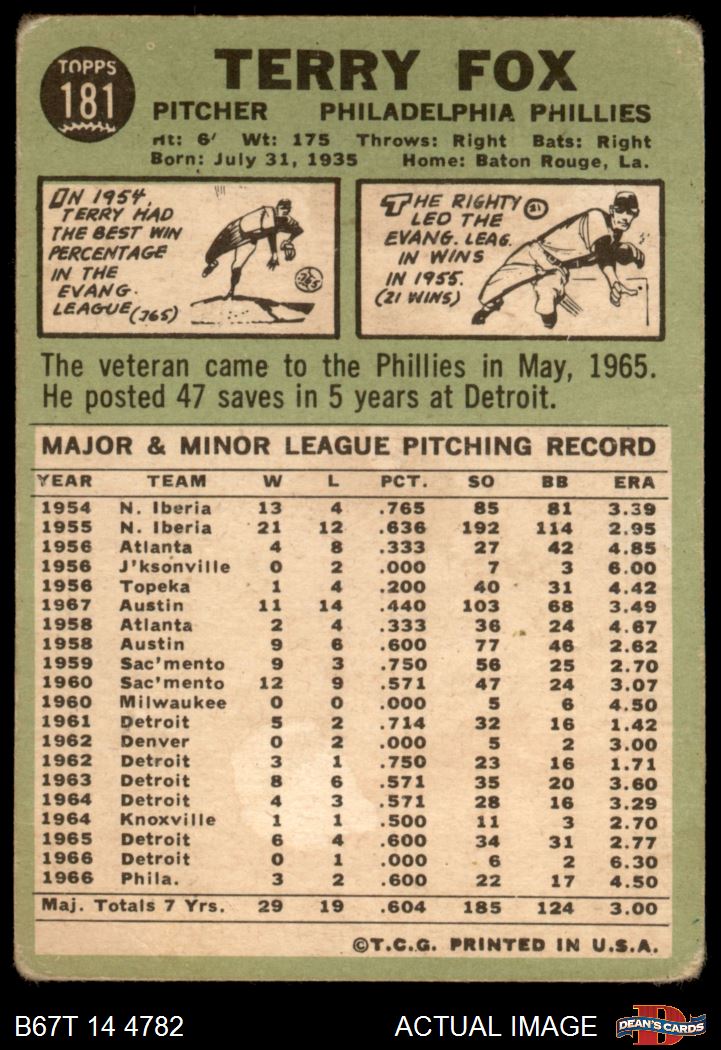 TOPPS
181
TERRY FOX
PITCHER PHILADELPHIA PHILLIES
Ht: 6' Wt: 175 Throws: Right Bats: Right
Born: July 31, 1935 Home: Baton Rouge, La.
IN 1954,
TERRY HAD
THE BEST WIN
PERCENTAGE
IN THE
EVANG.
LEAGUE (.765)
.765
THE RIGHTY
LED THE
EVANG. LEAG.
IN WINS
IN 1955.
(21 WINS)
21
The veteran came to the Phillies in May, 1965.
He posted 47 saves in 5 years at Detroit.
MAJOR & MINOR LEAGUE PITCHING RECORD
YEAR TEAM W L PCT. SO BB ERA
1954 N. Iberia 13 4 .765 85 81 3.39
1955 N. Iberia 21 12 .636 192 114 2.95
1956 Atlanta 4 8 .333 27 42 4.85
1956 J'ksonville 0 2 .000 7 3 6.00
1956 Topeka 1 4 .200 40 31 4.42
1967 Austin 11 14 .440 103 68 3.49
1958 Atlanta 2 4 .333 36 24 4.67
1958 Austin 9 6 .600 77 46 2.62
1959 Sac'mento 9 3 .750 56 25 2.70
1960 Sac'mento 12 9 .571 47 24 3.07
1960 Milwaukee 0 0 .000 5 6 4.50
1961 Detroit 5 2 .714 32 16 1.42
1962 Denver 0 2 .000 5 2 3.00
1962 Detroit 3 1 .750 23 16 1.71
1963 Detroit 8 6 .571 35 20 3.60
1964 Detroit 4 3 .571 28 16 3.29
1964 Knoxville 1 1 .500 11 3 2.70
1965 Detroit 6 4 .600 34 31 2.77
1966 Detroit 0 1 .000 6 2 6.30
1966 Phila. 3 2 .600 22 17 4.50
Maj. Totals 7 Yrs. 29 19 .604 185 124 3.00
©T.C.G. PRINTED IN U.S.A.
B67T 14 4782 ACTUAL IMAGE
DEAN'S CARDS